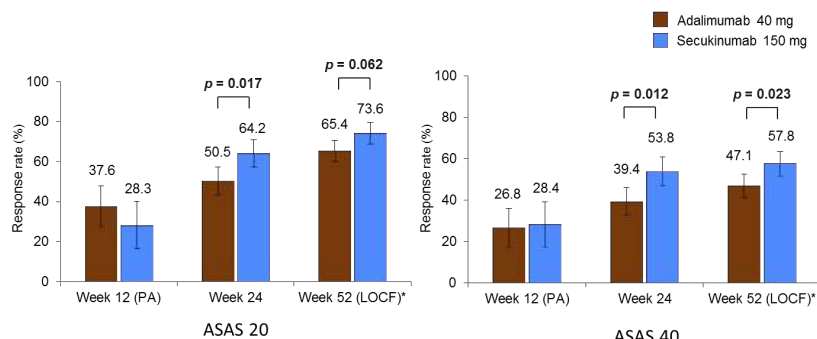 Adalimumab 40 mg
Secukinumab 150 mg
p = 0.017
p = 0.062
100
80
60
40
20
0
Response rate (%)
37.6
28.3
50.5
64.2
65.4
73.6
Week 12 (PA)
Week 24
Week 52 (LOCF)*
ASAS 20
p = 0.012
p = 0.023
100
80
60
40
20
0
Response rate (%)
26.8
28.4
39.4
53.8
47.1
57.8
Week 12 (PA)
Week 24
Week 52 (LOCF)*
ASAS 40